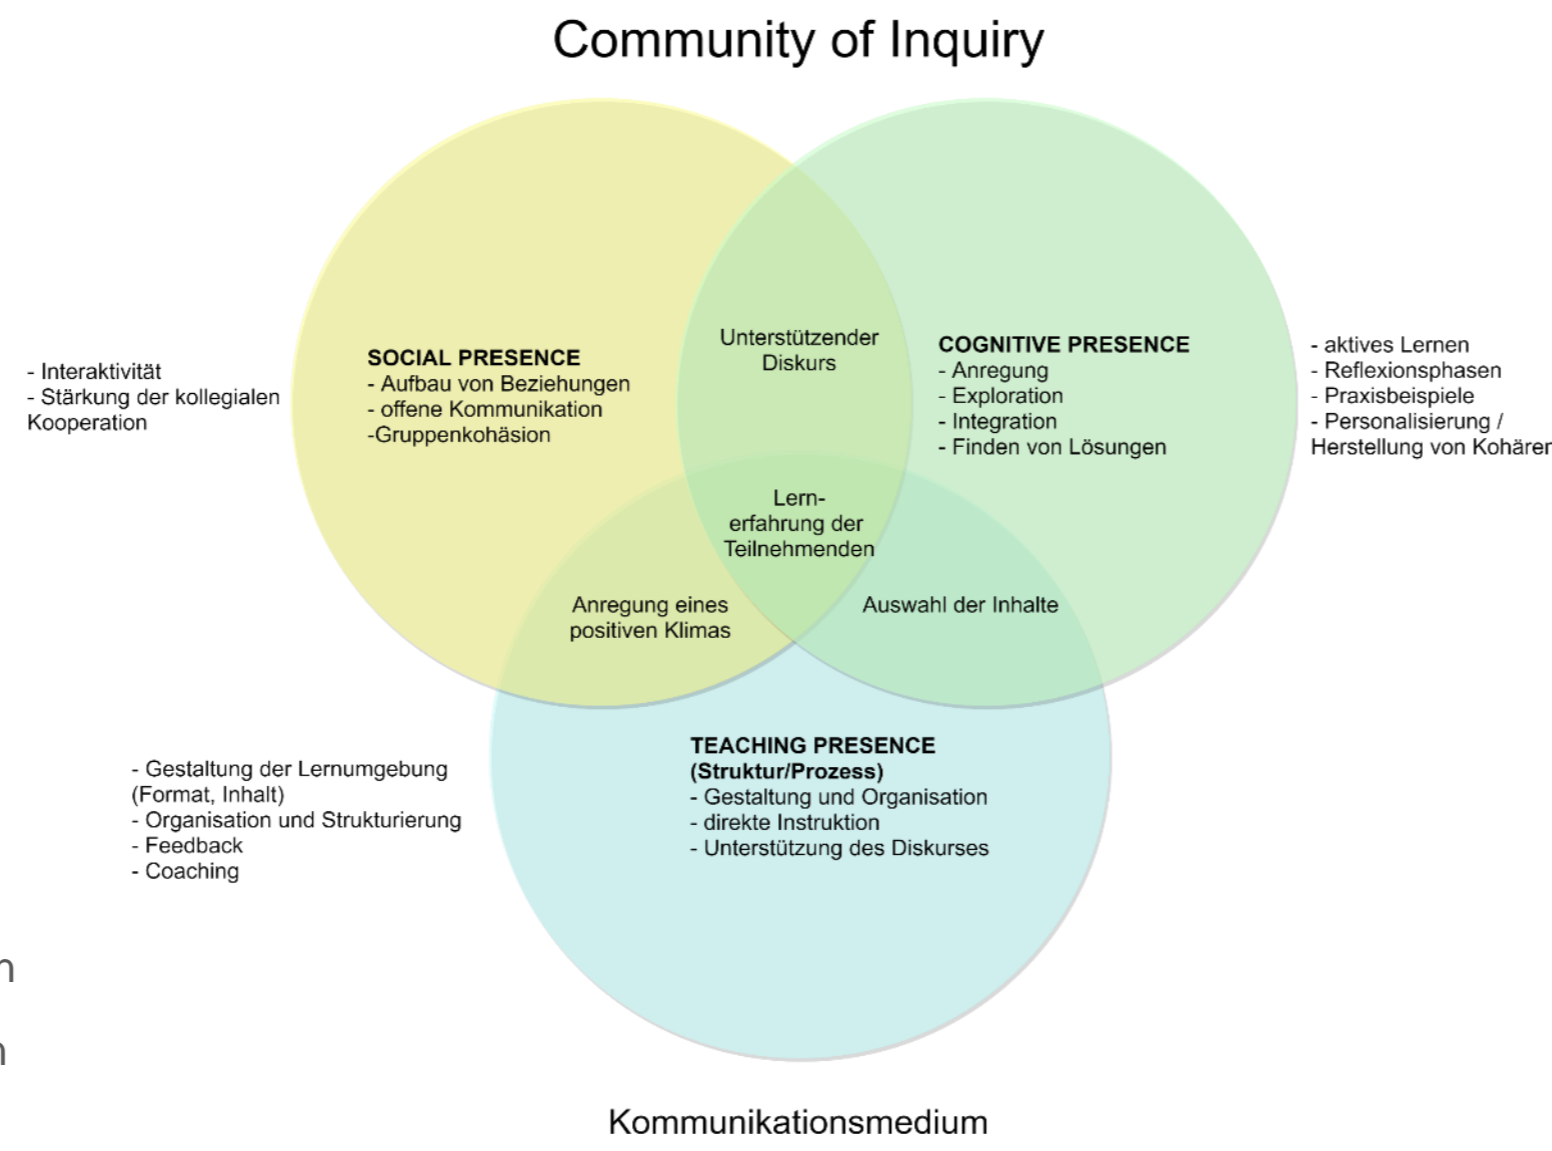 Community of Inquiry
- Interaktivität
- Stärkung der kollegialen
Kooperation
SOCIAL PRESENCE
- Aufbau von Beziehungen
- offene Kommunikation
-Gruppenkohäsion
Unterstützender
Diskurs
COGNITIVE PRESENCE
- Anregung
- Exploration
- Integration
- Finden von Lösungen
- aktives Lernen
- Reflexionsphasen
- Praxisbeispiele
- Personalisierung /
Herstellung von
Lern-
erfahrung der
Teilnehmenden
Anregung eines
positiven Klimas
Auswahl der Inhalte
TEACHING PRESENCE
(Struktur/Prozess)
- Gestaltung und Organisation
- direkte Instruktion
- Unterstützung des Diskurses
- Gestaltung der Lernumgebung
(Format, Inhalt)
- Organisation und Strukturierung
- Feedback
- Coaching
Kommunikationsmedium